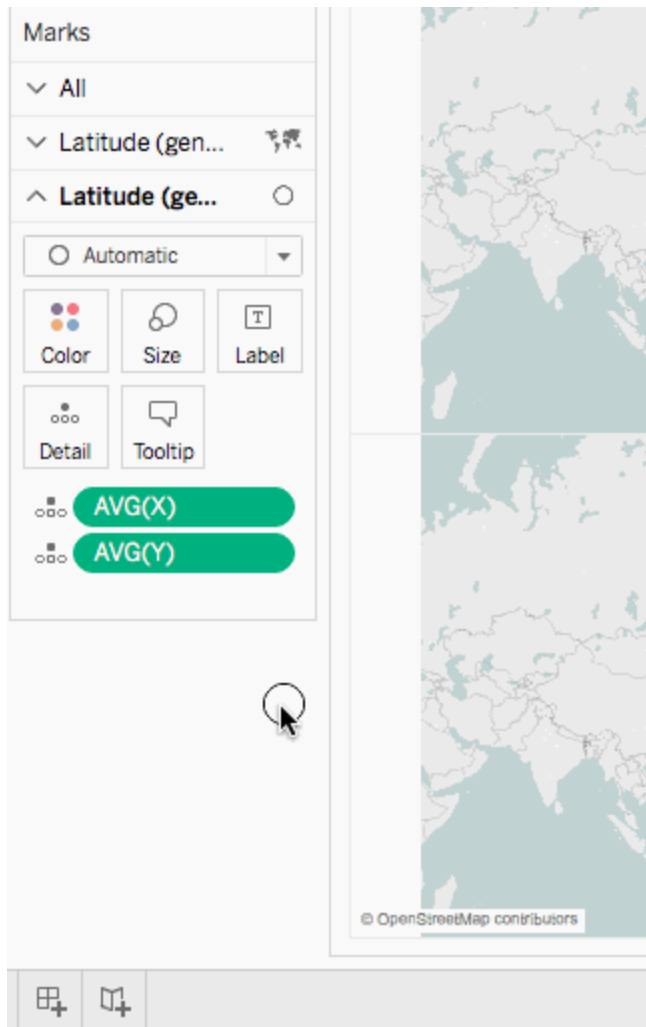 Marks
All
Latitude (gen...
Latitude (ge...
Automatic
Color Size Label
T
Detail Tooltip
AVG(X)
AVG(Y)
© OpenStreetMap contributors